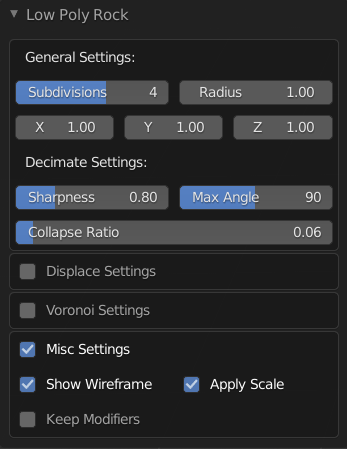 Low Poly Rock
General Settings:
Subdivisions 4 Radius 1.00
X 1.00 Y 1.00 Z 1.00
Decimate Settings:
Sharpness 0.80 Max Angle 90
Collapse Ratio 0.06
Displace Settings
Voronoi Settings
Misc Settings
Show Wireframe Apply Scale
Keep Modifiers